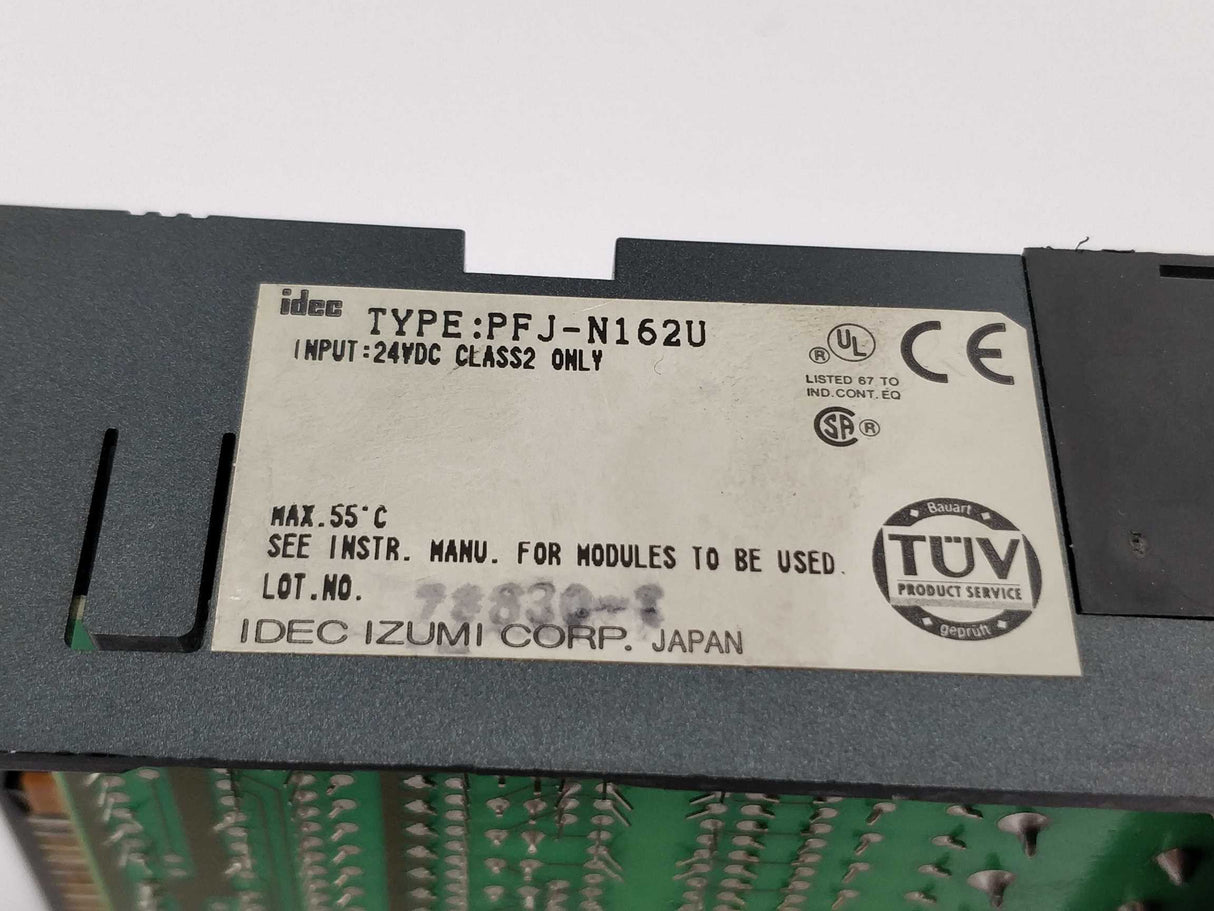 idec TYPE:PFJ-N162U
INPUT:24VDC CLASS2 ONLY
UL ®
LISTED 67 TO
IND.CONT.EQ
CE
SA ®
MAX.55°C
SEE INSTR. MANU. FOR MODULES TO BE USED.
LOT.NO.
IDEC IZUMI CORP. JAPAN
Bauart
TÜV
PRODUCT SERVICE
geprüft